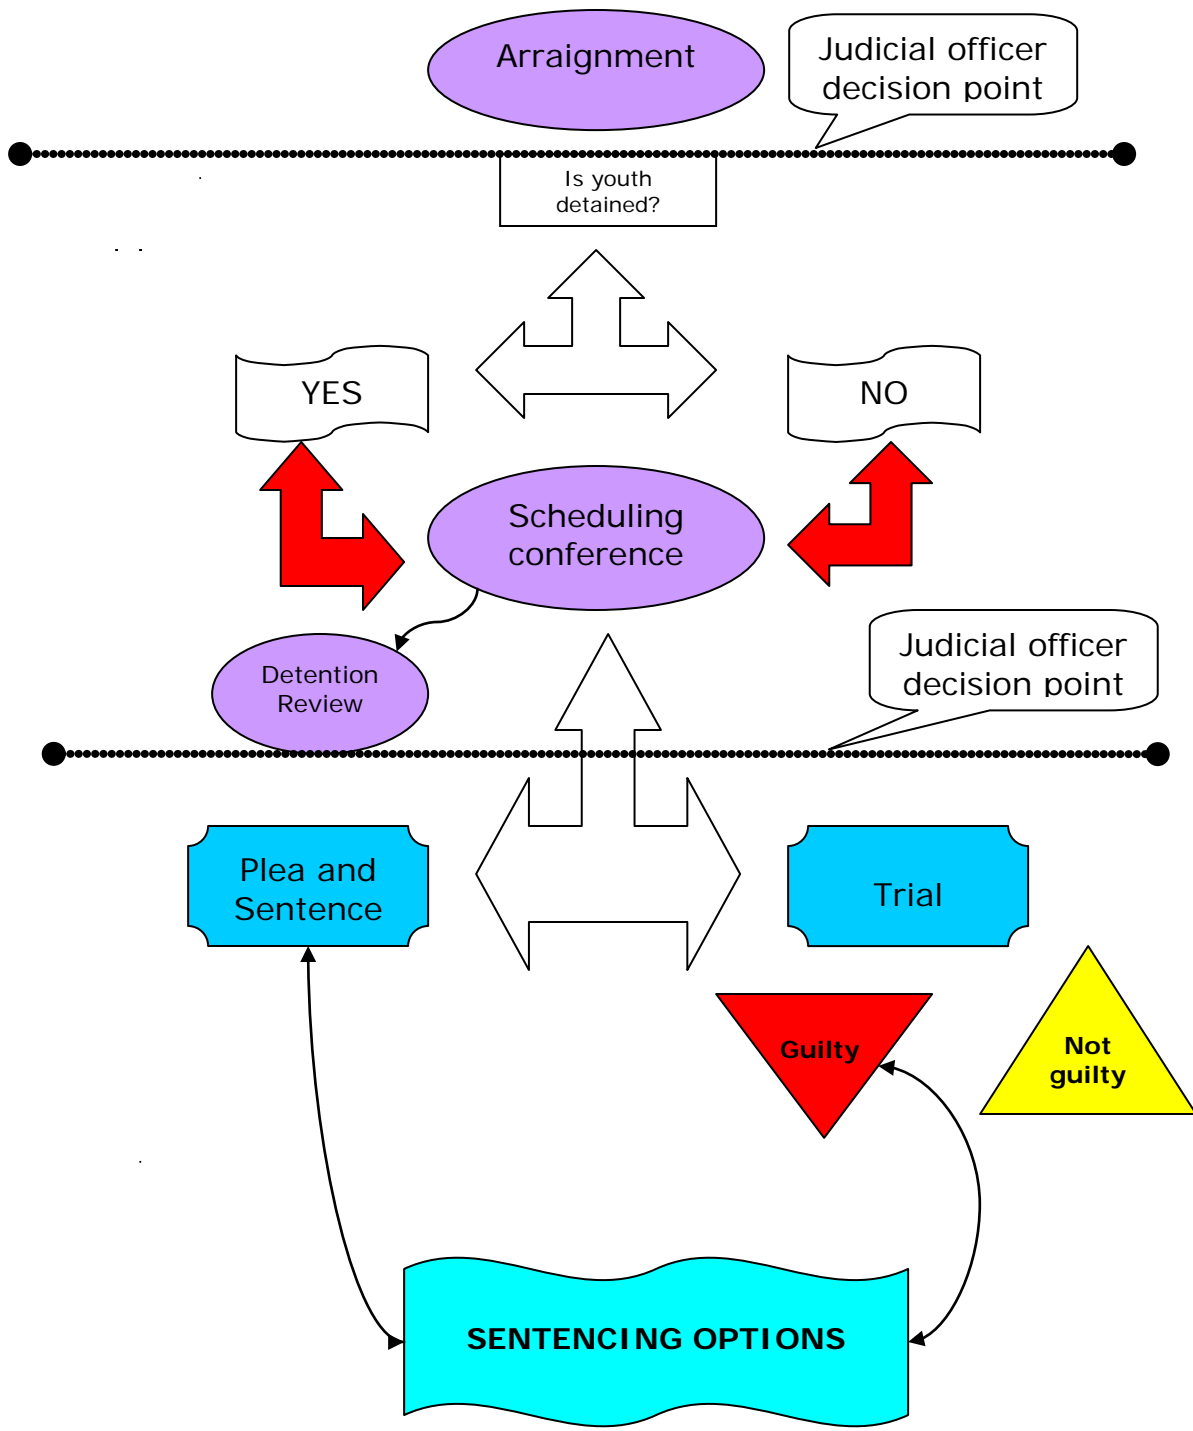 Arraignment
Judicial officer
decision point
Is youth
detained?
YES
NO
Scheduling
conference
Detention
Review
Judicial officer
decision point
Plea and
Sentence
Trial
Guilty
Not
guilty
SENTENCING OPTIONS